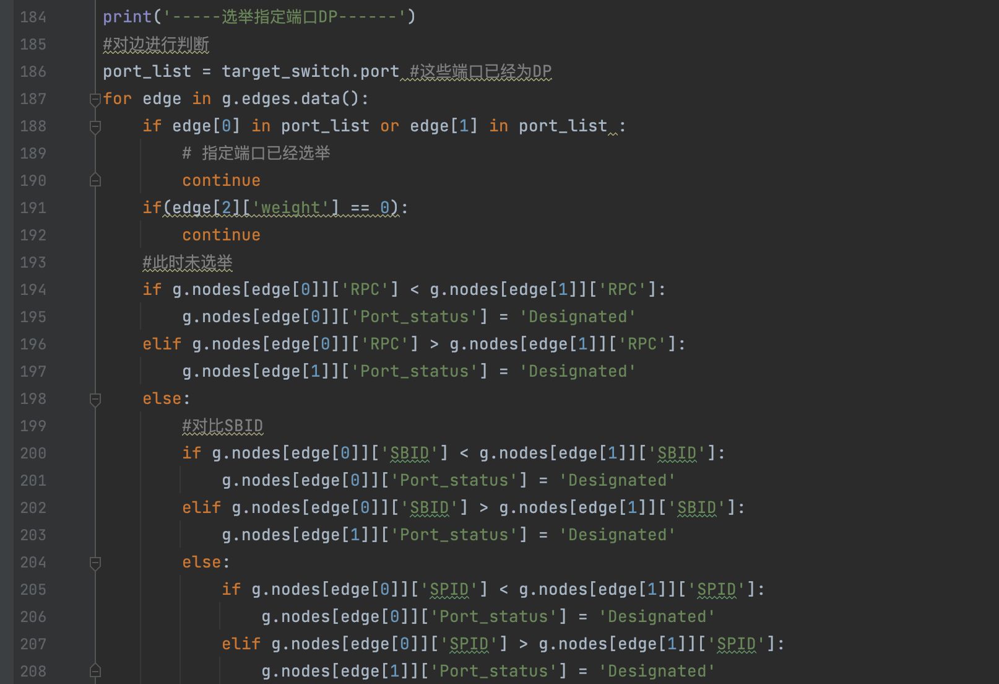 184 print('-----选举指定端口DP------')
185 #对边进行判断
186 port_list = target_switch.port #这些端口已经为DP
187 for edge in g.edges.data():
188     if edge[0] in port_list or edge[1] in port_list :
189         # 指定端口已经选举
190         continue
191     if(edge[2]['weight'] == 0):
192         continue
193     #此时未选举
194     if g.nodes[edge[0]]['RPC'] < g.nodes[edge[1]]['RPC']:
195         g.nodes[edge[0]]['Port_status'] = 'Designated'
196     elif g.nodes[edge[0]]['RPC'] > g.nodes[edge[1]]['RPC']:
197         g.nodes[edge[1]]['Port_status'] = 'Designated'
198     else:
199         #对比SBID
200         if g.nodes[edge[0]]['SBID'] < g.nodes[edge[1]]['SBID']:
201             g.nodes[edge[0]]['Port_status'] = 'Designated'
202         elif g.nodes[edge[0]]['SBID'] > g.nodes[edge[1]]['SBID']:
203             g.nodes[edge[1]]['Port_status'] = 'Designated'
204         else:
205             if g.nodes[edge[0]]['SPID'] < g.nodes[edge[1]]['SPID']:
206                 g.nodes[edge[0]]['Port_status'] = 'Designated'
207             elif g.nodes[edge[0]]['SPID'] > g.nodes[edge[1]]['SPID']:
208                 g.nodes[edge[1]]['Port_status'] = 'Designated'